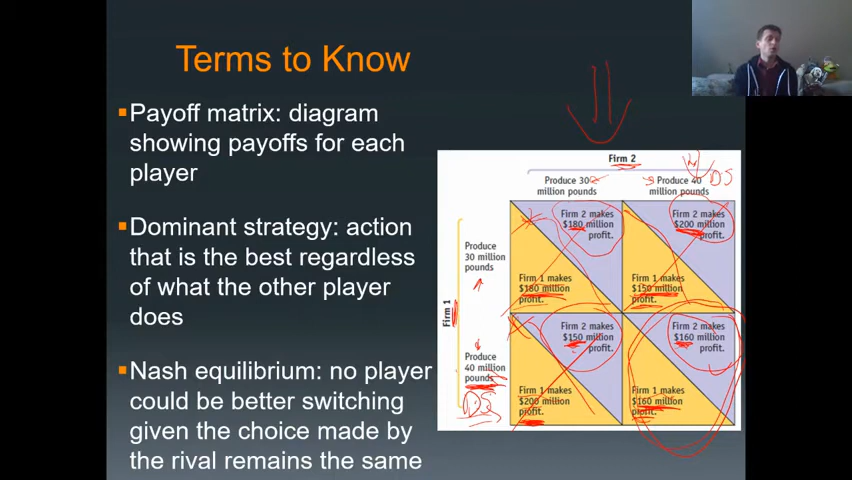 Terms to Know
Payoff matrix: diagram
showing payoffs for each
player
Dominant strategy: action
that is the best regardless
of what the other player
does
Nash equilibrium: no player
could be better switching
given the choice made by
the rival remains the same
Firm 2
Produce 30
million pounds
Produce 40
million pounds
DS
Firm 1
Produce
30 million
pounds
Firm 2 makes
$180 million
profit.
Firm 1 makes
$180 million
profit.
Firm 2 makes
$200 million
profit.
Firm 1 makes
$150 million
profit.
Produce
40 million
pounds
DS
Firm 2 makes
$150 million
profit.
Firm 1 makes
$200 million
profit.
Firm 2 makes
$160 million
profit.
Firm 1 makes
$160 million
profit.